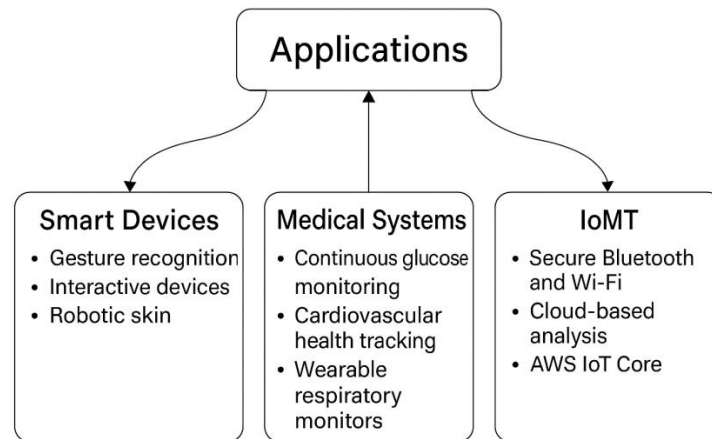 Applications
Smart Devices
• Gesture recognition
• Interactive devices
• Robotic skin
Medical Systems
• Continuous glucose
monitoring
• Cardiovascular
health tracking
• Wearable
respiratory
monitors
IoMT
• Secure Bluetooth
and Wi-Fi
• Cloud-based
analysis
• AWS IoT Core